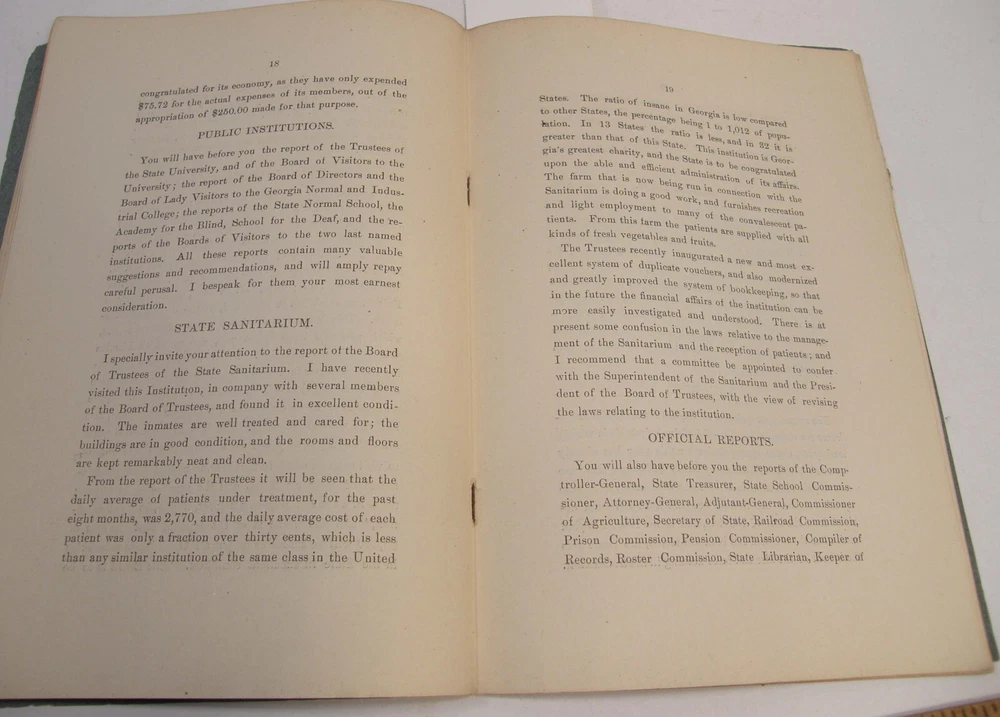 18
congratulated for its economy, as they have only expended
$75.72 for the actual expenses of its members, out of the
appropriation of $250.00 made for that purpose.
PUBLIC INSTITUTIONS.
You will have before you the report of the Trustees of
the State University, and of the Board of Visitors to the
University; the report of the Board of Directors and the
Board of Lady Visitors to the Georgia Normal and Indus-
trial College; the reports of the State Normal School, the
Academy for the Blind, School for the Deaf, and the re-
ports of the Boards of Visitors to the two last named
institutions. All these reports contain many valuable
suggestions and recommendations, and will amply repay
careful perusal. I bespeak for them your most earnest
consideration.
STATE SANITARIUM.
I specially invite your attention to the report of the Board
of Trustees of the State Sanitarium. I have recently
visited this Institution, in company with several members
of the Board of Trustees, and found it in excellent condi-
tion. The inmates are well treated and cared for; the
buildings are in good condition, and the rooms and floors
are kept remarkably neat and clean.
From the report of the Trustees it will be seen that the
daily average of patients under treatment, for the past
eight months, was 2,770, and the daily average cost of each
patient was only a fraction over thirty cents, which is less
than any similar institution of the same class in the United
19
States. The ratio of insane in Georgia is low compared
to other States, the percentage being 1 to 1,012 of popu-
lation. In 13 States the ratio is less, and in 32 it is
greater than that of this State. This institution is Geor-
gia's greatest charity, and the State is to be congratulated
upon the able and efficient administration of its affairs.
The farm that is now being run in connection with the
Sanitarium is doing a good work, and furnishes recreation
and light employment to many of the convalescent pa-
tients. From this farm the patients are supplied with all
kinds of fresh vegetables and fruits.
The Trustees recently inaugurated a new and most ex-
cellent system of duplicate vouchers, and also modernized
and greatly improved the system of bookkeeping, so that
in the future the financial affairs of the institution can be
more easily investigated and understood. There is at
present some confusion in the laws relative to the manage-
ment of the Sanitarium and the reception of patients; and
I recommend that a committee be appointed to confer
with the Superintendent of the Sanitarium and the Presi-
dent of the Board of Trustees, with the view of revising
the laws relating to the institution.
OFFICIAL REPORTS.
You will also have before you the reports of the Comp-
troller-General, State Treasurer, State School Commis-
sioner, Attorney-General, Adjutant-General, Commissioner
of Agriculture, Secretary of State, Railroad Commission,
Prison Commission, Pension Commissioner, Compiler of
Records, Roster Commission, State Librarian, Keeper of